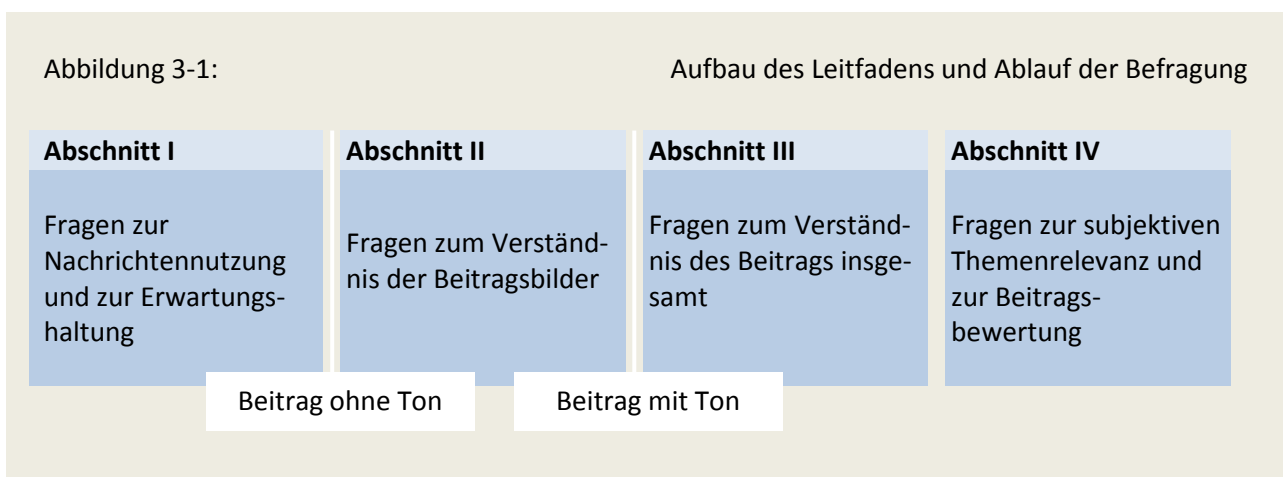 Abbildung 3-1:
Aufbau des Leitfadens und Ablauf der Befragung
Abschnitt I
Fragen zur
Nachrichtennutzung
und zur Erwartungs-
haltung
Abschnitt II
Fragen zum Verständ-
nis der Beitragsbilder
Abschnitt III
Fragen zum Verständ-
nis des Beitrags insge-
samt
Abschnitt IV
Fragen zur subjektiven
Themenrelevanz und
zur Beitrags-
bewertung
Beitrag ohne Ton
Beitrag mit Ton